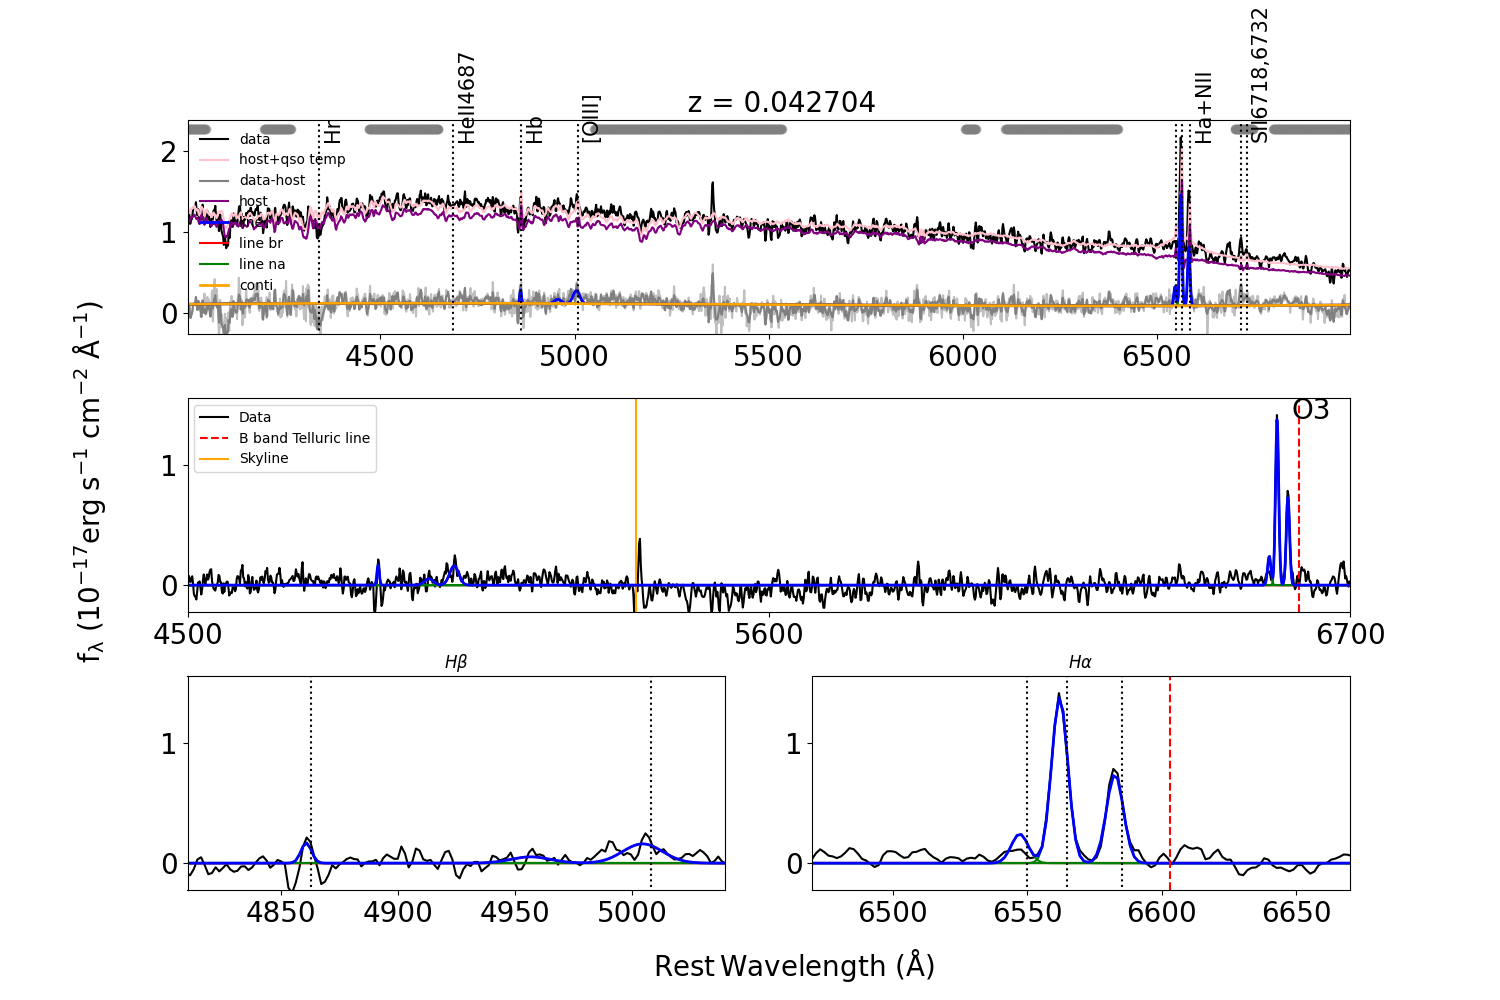 z = 0.042704
Hr
HeII4687
Hb
[OIII]
Ha+NII
SII6718,6732
data
host+qso temp
data-host
host
line br
line na
conti
2
1
0
4500 5000 5500 6000 6500
Data
B band Telluric line
Skyline
O3
1
0
4500 5600 6700
fλ (10−17erg s−1 cm−2 Å−1)
Hβ
1
0
4850 4900 4950 5000
Hα
1
0
6500 6550 6600 6650
Rest Wavelength (Å)